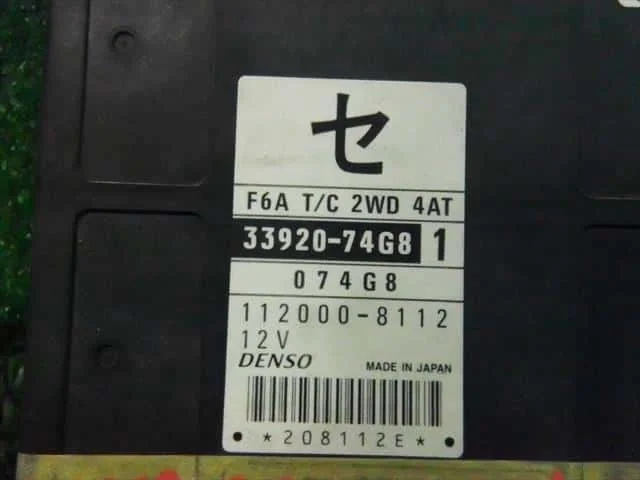 セ
F6A T/C 2WD 4AT
33920-74G8 1
074G8
112000-8112
12V
DENSO MADE IN JAPAN
*208112E*